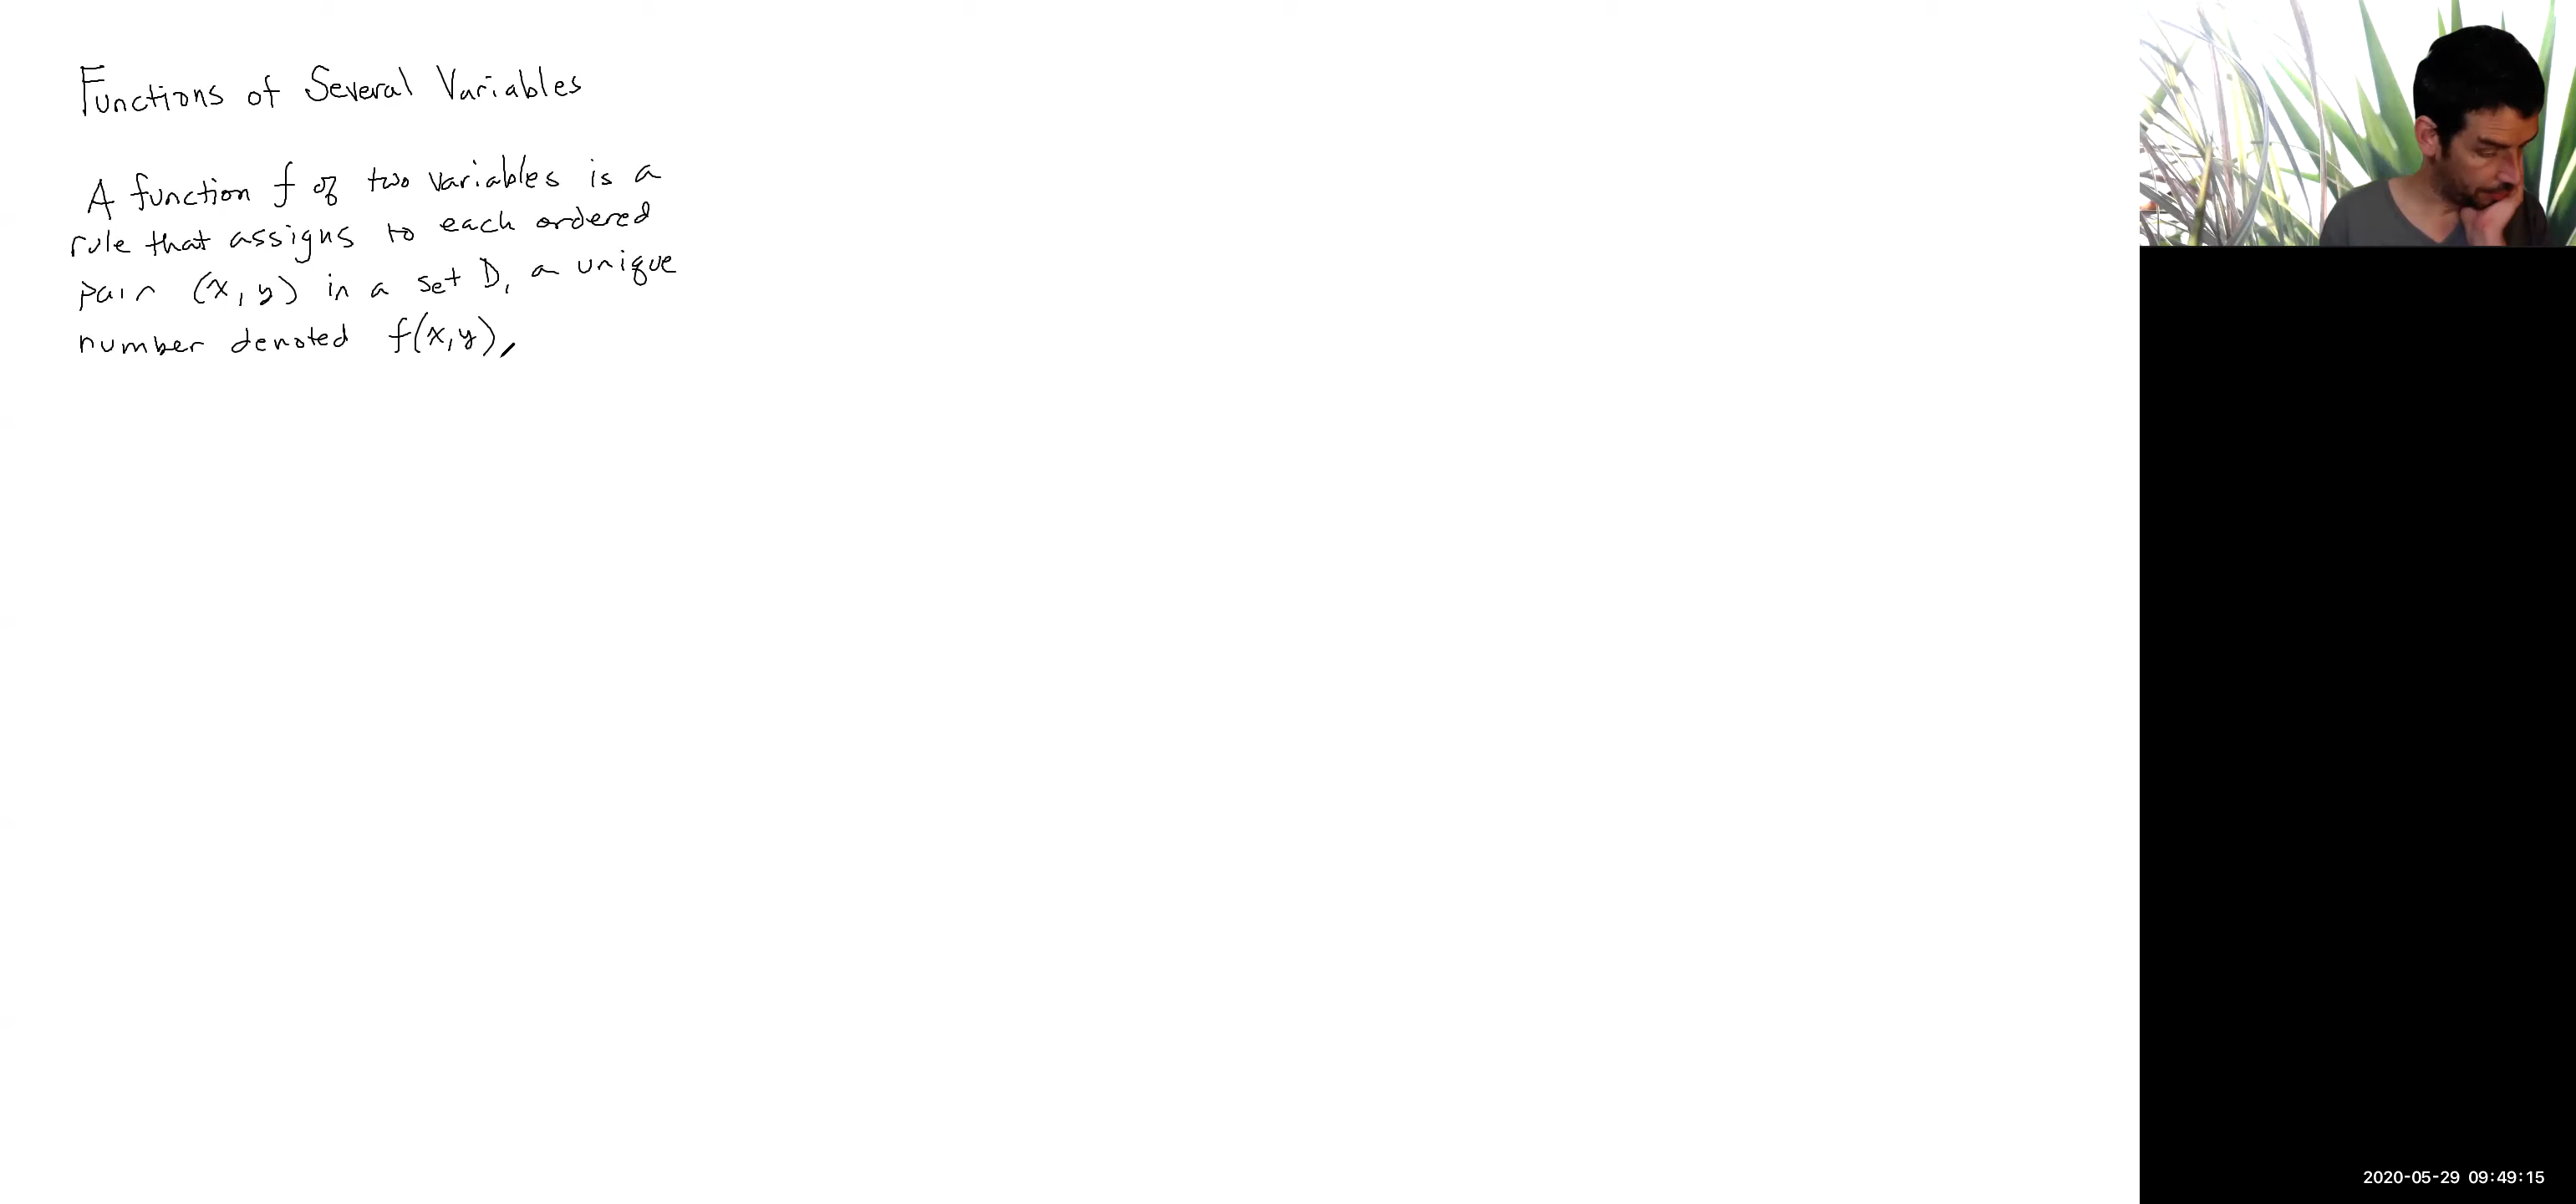 Functions of Several Variables
A function f of two variables is a
rule that assigns to each ordered
pair (x, y) in a set D, a unique
number denoted f(x,y),
2020-05-29 09:49:15